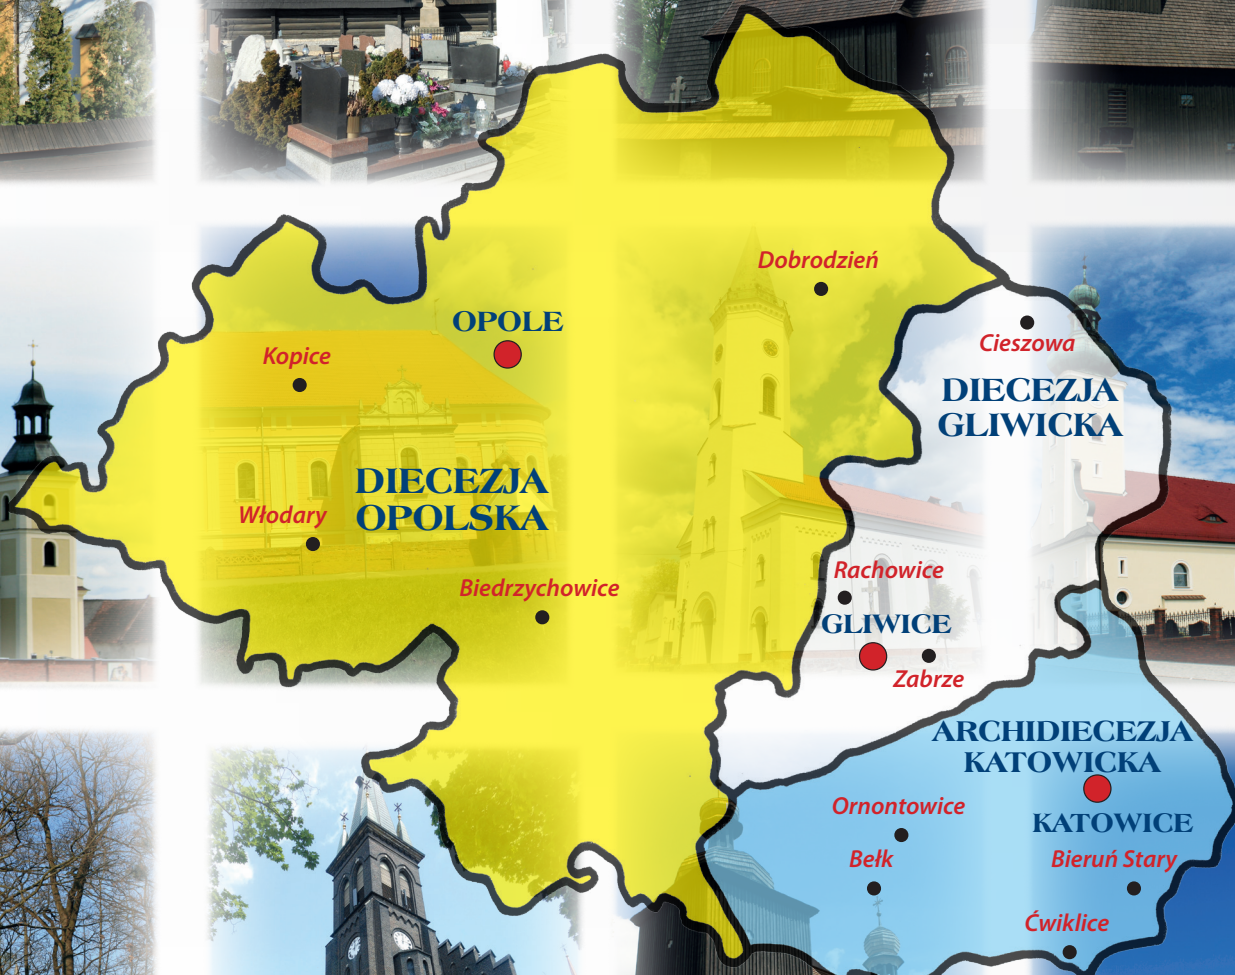 Dobrodzień
OPOLE
Cieszowa
Kopice
DIECEZJA
GLIWICKA
DIECEZJA
OPOLSKA
Włodary
Rachowice
Biedrzychowice
GLIWICE
Zabrze
ARCHIDIECEZJA
KATOWICKA
Ornontowice
KATOWICE
Bełk
Bieruń Stary
Ćwiklice